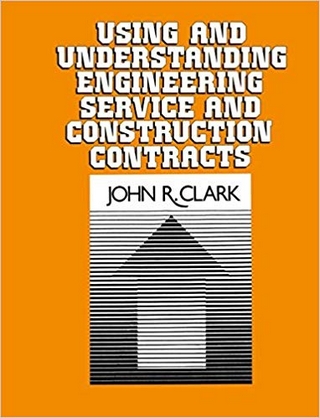 USING AND
UNDERSTANDING
ENGINEERING
SERVICE AND
CONSTRUCTION
CONTRACTS
JOHN R. CLARK